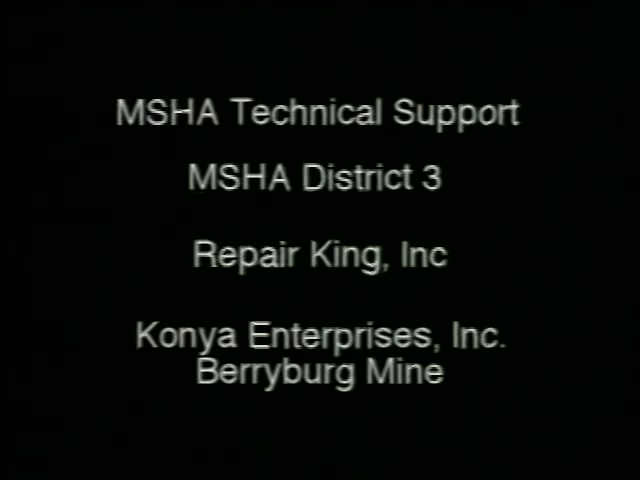 MSHA Technical Support
MSHA District 3
Repair King, Inc
Konya Enterprises, Inc.
Berryburg Mine